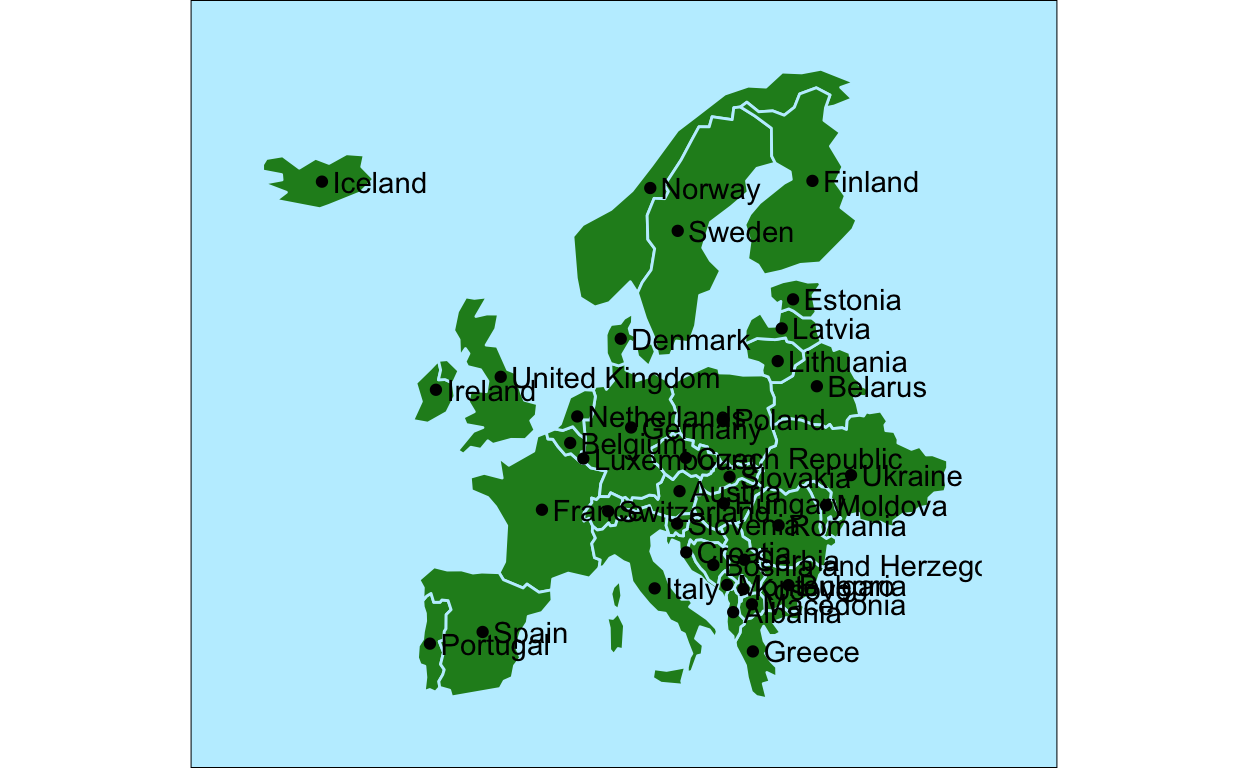 Iceland
Norway
Finland
Sweden
Estonia
Latvia
Denmark
Lithuania
United Kingdom
Belarus
Ireland
Netherlands
Poland
Germany
Belgium
Luxembourg
Czech Republic
Slovakia
Ukraine
Austria
Hungary
Moldova
France
Switzerland
Slovenia
Romania
Croatia
Serbia
Bosnia and Herzego
Italy
Montenegro
Kosovo
Bulgaria
Macedonia
Albania
Spain
Portugal
Greece